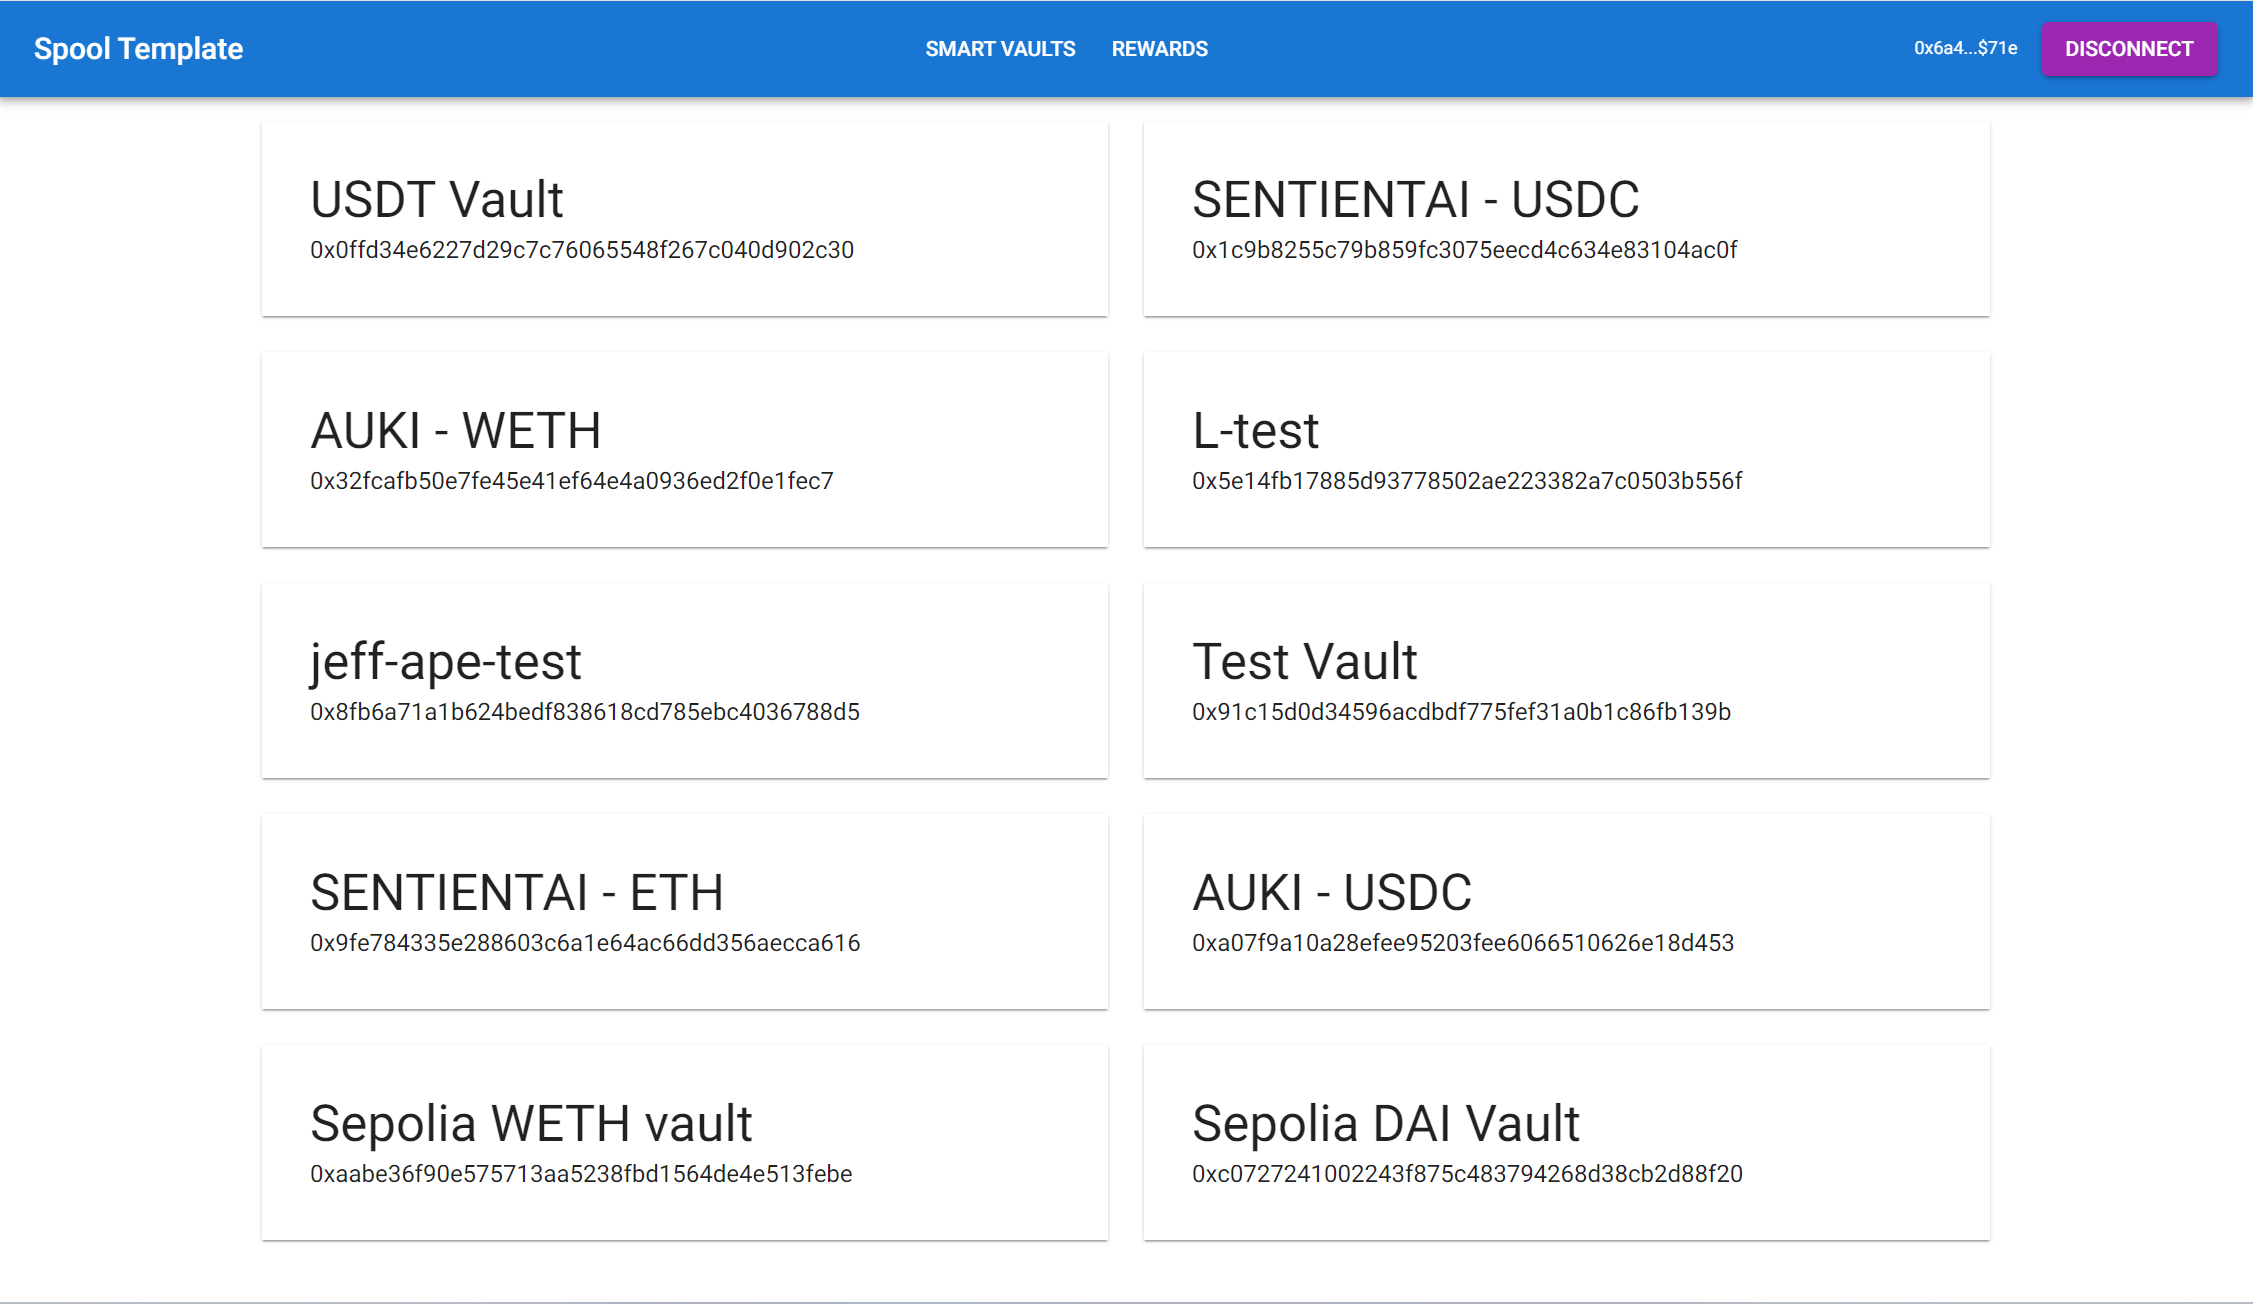 Spool Template
SMART VAULTS
REWARDS
0x6a4...$71e
DISCONNECT
USDT Vault
0x0ffd34e6227d29c7c76065548f267c040d902c30
SENTIENTAI - USDC
0x1c9b8255c79b859fc3075eecd4c634e83104ac0f
AUKI - WETH
0x32fcafb50e7fe45e41ef64e4a0936ed2f0e1fec7
L-test
0x5e14fb17885d93778502ae223382a7c0503b556f
jeff-ape-test
0x8fb6a71a1b624bedf838618cd785ebc4036788d5
Test Vault
0x91c15d0d34596acdbdf775fef31a0b1c86fb139b
SENTIENTAI - ETH
0x9fe784335e288603c6a1e64ac66dd356aecca616
AUKI - USDC
0xa07f9a10a28efee95203fee6066510626e18d453
Sepolia WETH vault
0xaabe36f90e575713aa5238fbd1564de4e513febe
Sepolia DAI Vault
0xc0727241002243f875c483794268d38cb2d88f20